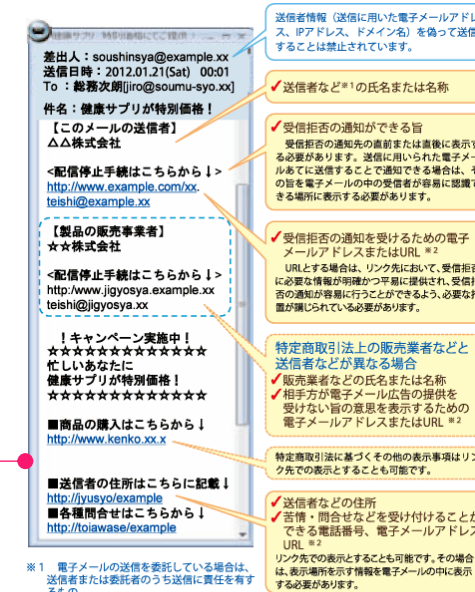 健康サプリ 特別価格にてご提供！
差出人：soushinsya@example.xx
送信日時：2012.01.21(Sat) 00:01
To ：総務次朗[jiro@soumu-syo.xx]
件名：健康サプリが特別価格！
【このメールの送信者】
△△株式会社
<配信停止手続はこちらから↓>
http://www.example.com/xx.
teishi@example.xx
【製品の販売事業者】
☆☆株式会社
<配信停止手続はこちらから↓>
http:/www.jigyosya.example.xx
teishi@jigyosya.xx
！キャンペーン実施中！
☆☆☆☆☆☆☆☆☆☆☆☆☆
忙しいあなたに
健康サプリが特別価格！
☆☆☆☆☆☆☆☆☆☆☆☆☆
■商品の購入はこちらから↓
http://www.kenko.xx.x
■送信者の住所はこちらに記載↓
http://jyusyo/example
■各種問合せはこちらから↓
http://toiawase/example
※1 電子メールの送信を委託している場合は、
送信者または委託者のうち送信に責任を有す
るもの
送信者情報（送信に用いた電子メールアドレ
ス、IPアドレス、ドメイン名）を偽って送信
することは禁止されています。
✓送信者など※1の氏名または名称
✓受信拒否の通知ができる旨
受信拒否の通知先の直前または直後に表示す
る必要があります。送信に用いられた電子メー
ルあてに送信することで通知できる場合は、そ
の旨を電子メールの中の受信者が容易に認識で
きる場所に表示する必要があります。
✓受信拒否の通知を受けるための電子
メールアドレスまたはURL ※2
URLとする場合は、リンク先において、受信拒否
に必要な情報が明確かつ平易に提供され、受信拒
否の通知が容易に行うことができるよう、必要な措
置が講じられている必要があります。
特定商取引法上の販売業者などと
送信者などが異なる場合
✓販売業者などの氏名または名称
✓相手方が電子メール広告の提供を
受けない旨の意思を表示するための
電子メールアドレスまたはURL ※2
特定商取引法に基づくその他の表示事項はリン
ク先での表示とすることも可能です。
✓送信者などの住所
✓苦情・問合せなどを受け付けることが
できる電話番号、電子メールアドレス
URL ※2
リンク先での表示とすることも可能です。その場合
は、表示場所を示す情報を電子メールの中に表示
する必要があります。